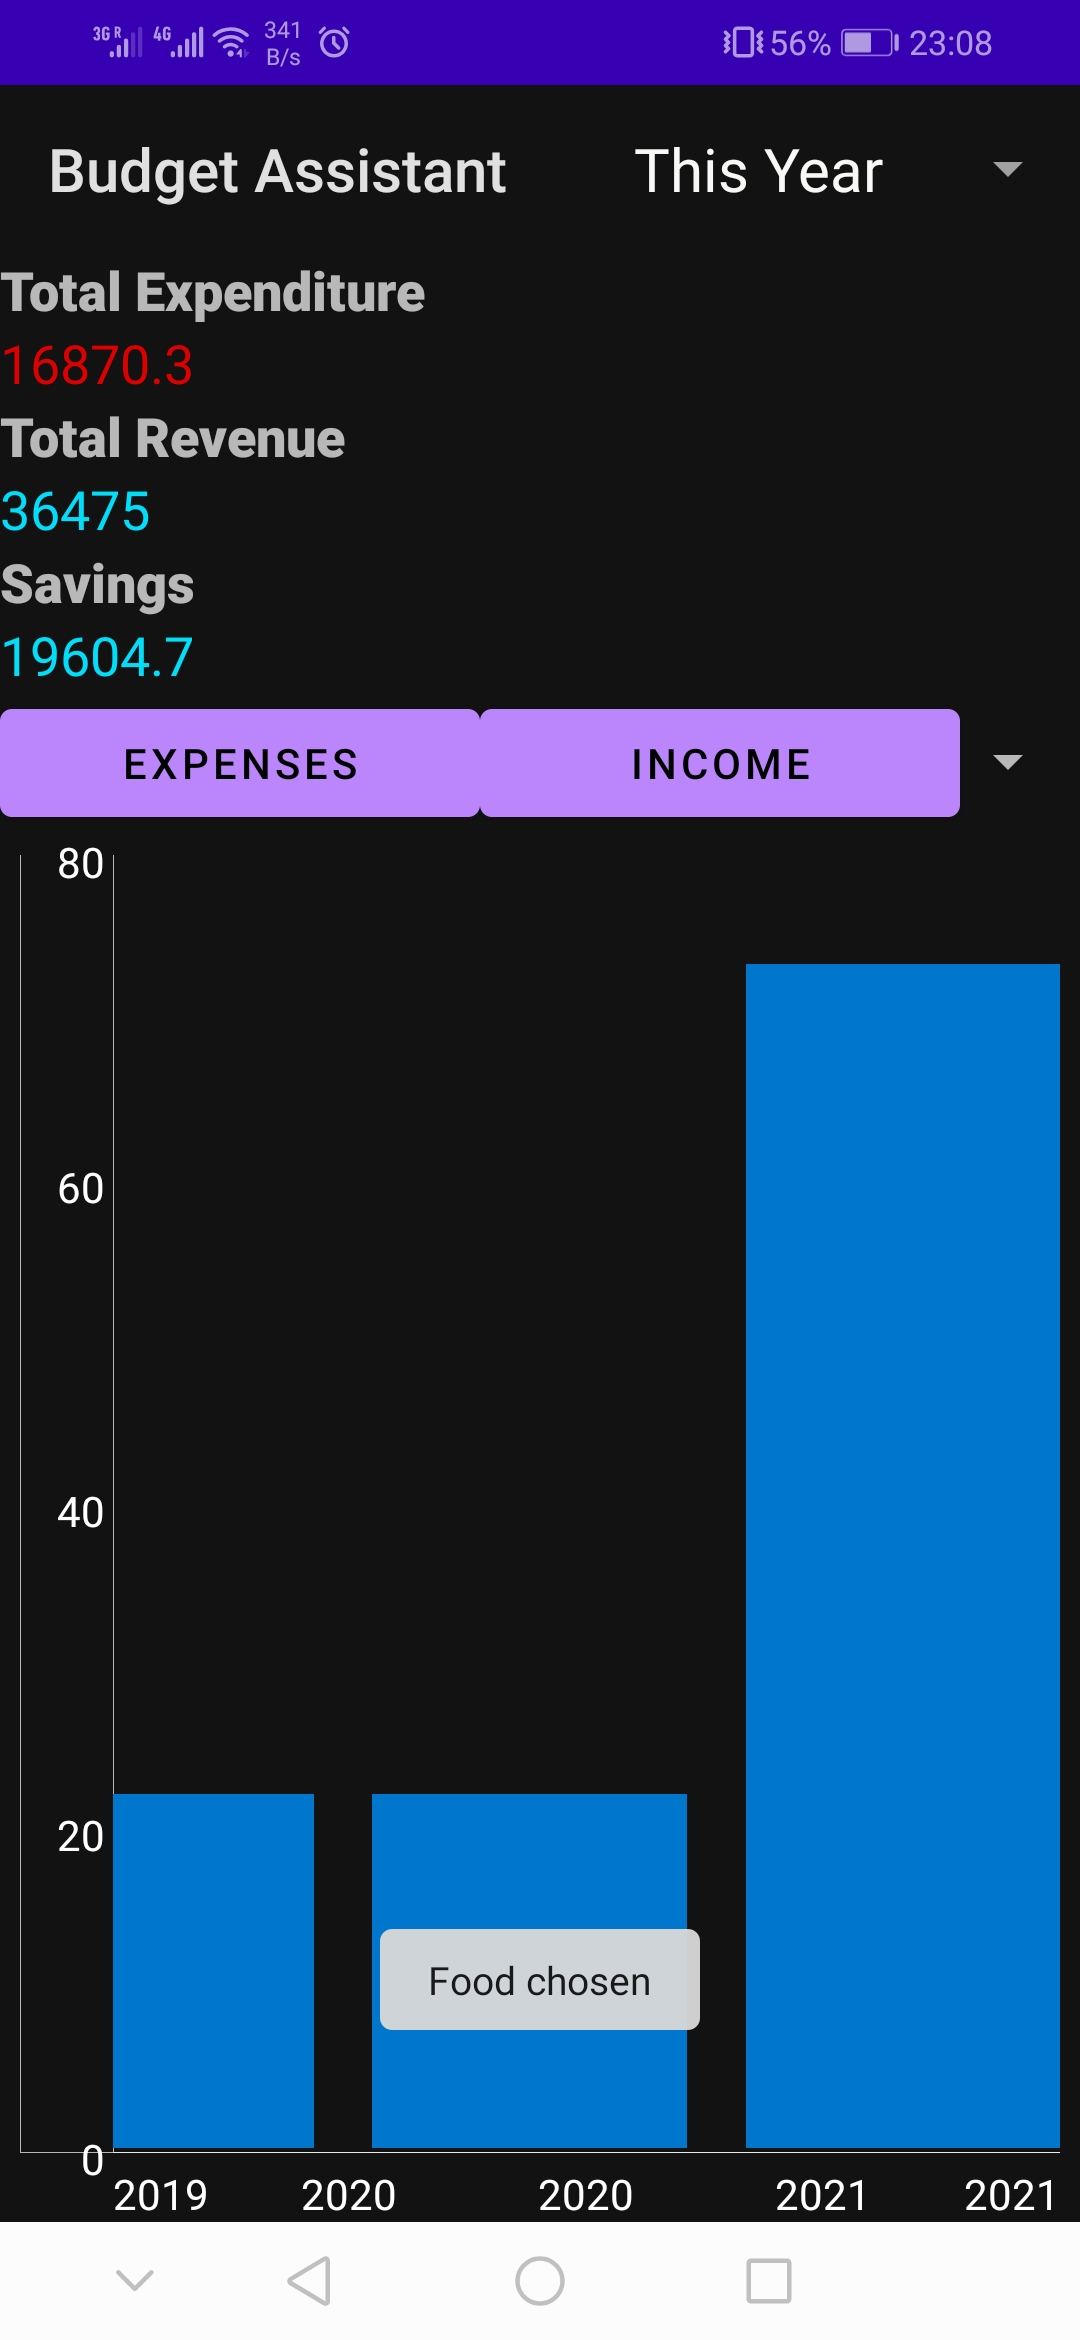 3G R 4G 341 B/s 56% 23:08
Budget Assistant This Year
Total Expenditure
16870.3
Total Revenue
36475
Savings
19604.7
EXPENSES INCOME
80
60
40
20
Food chosen
0
2019 2020 2020 2021 2021